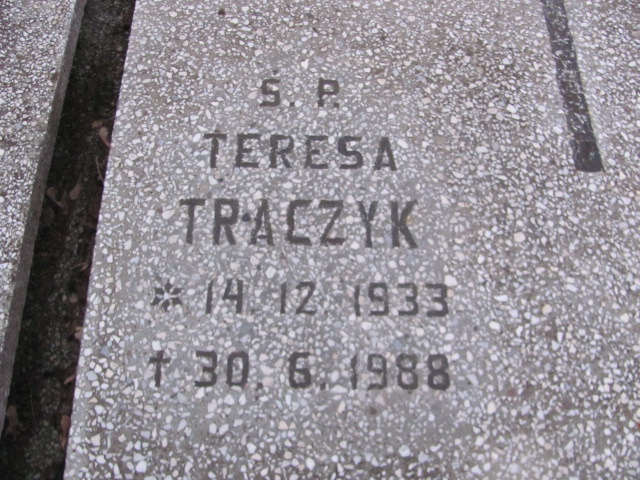 S. P.
TERESA
TRACZYK
* 14. 12. 1933
† 30. 6. 1988